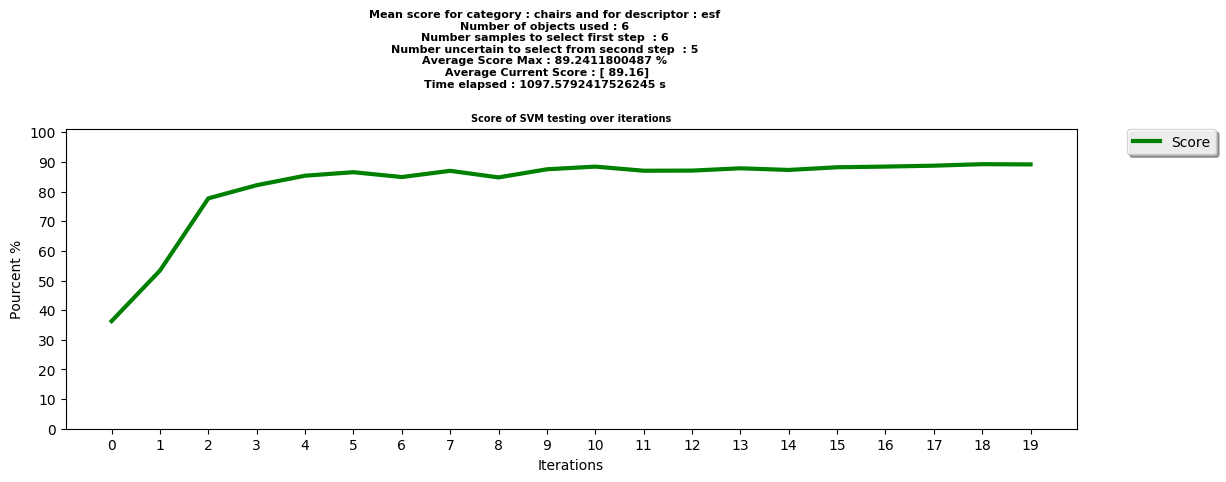 Mean score for category : chairs and for descriptor : esf
Number of objects used : 6
Number samples to select first step  : 6
Number uncertain to select from second step  : 5
Average Score Max : 89.2411800487 %
Average Current Score : [ 89.16]
Time elapsed : 1097.5792417526245 s
Score of SVM testing over iterations
Score
100
90
80
70
60
50
40
30
20
10
0
Pourcent %
0 1 2 3 4 5 6 7 8 9 10 11 12 13 14 15 16 17 18 19
Iterations